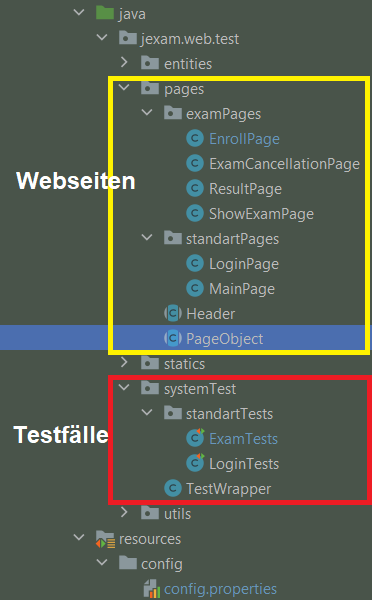 java
jexam.web.test
entities
pages
examPages
EnrollPage
Webseiten
ExamCancellationPage
ResultPage
ShowExamPage
standartPages
LoginPage
MainPage
Header
PageObject
statics
systemTest
standartTests
Testfälle
ExamTests
LoginTests
TestWrapper
utils
resources
config
config.properties